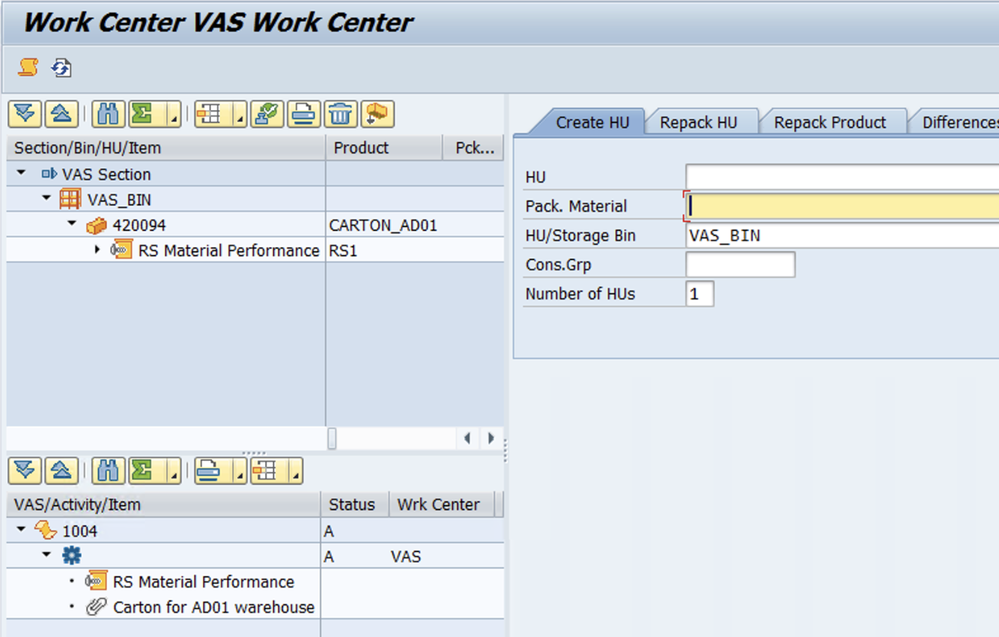 Work Center VAS Work Center
Section/Bin/HU/Item Product Pck...
VAS Section
VAS_BIN
420094 CARTON_AD01
RS Material Performance RS1
VAS/Activity/Item Status Wrk Center
1004 A
A VAS
RS Material Performance
Carton for AD01 warehouse
Create HU Repack HU Repack Product Differences
HU
Pack. Material
HU/Storage Bin VAS_BIN
Cons.Grp
Number of HUs 1